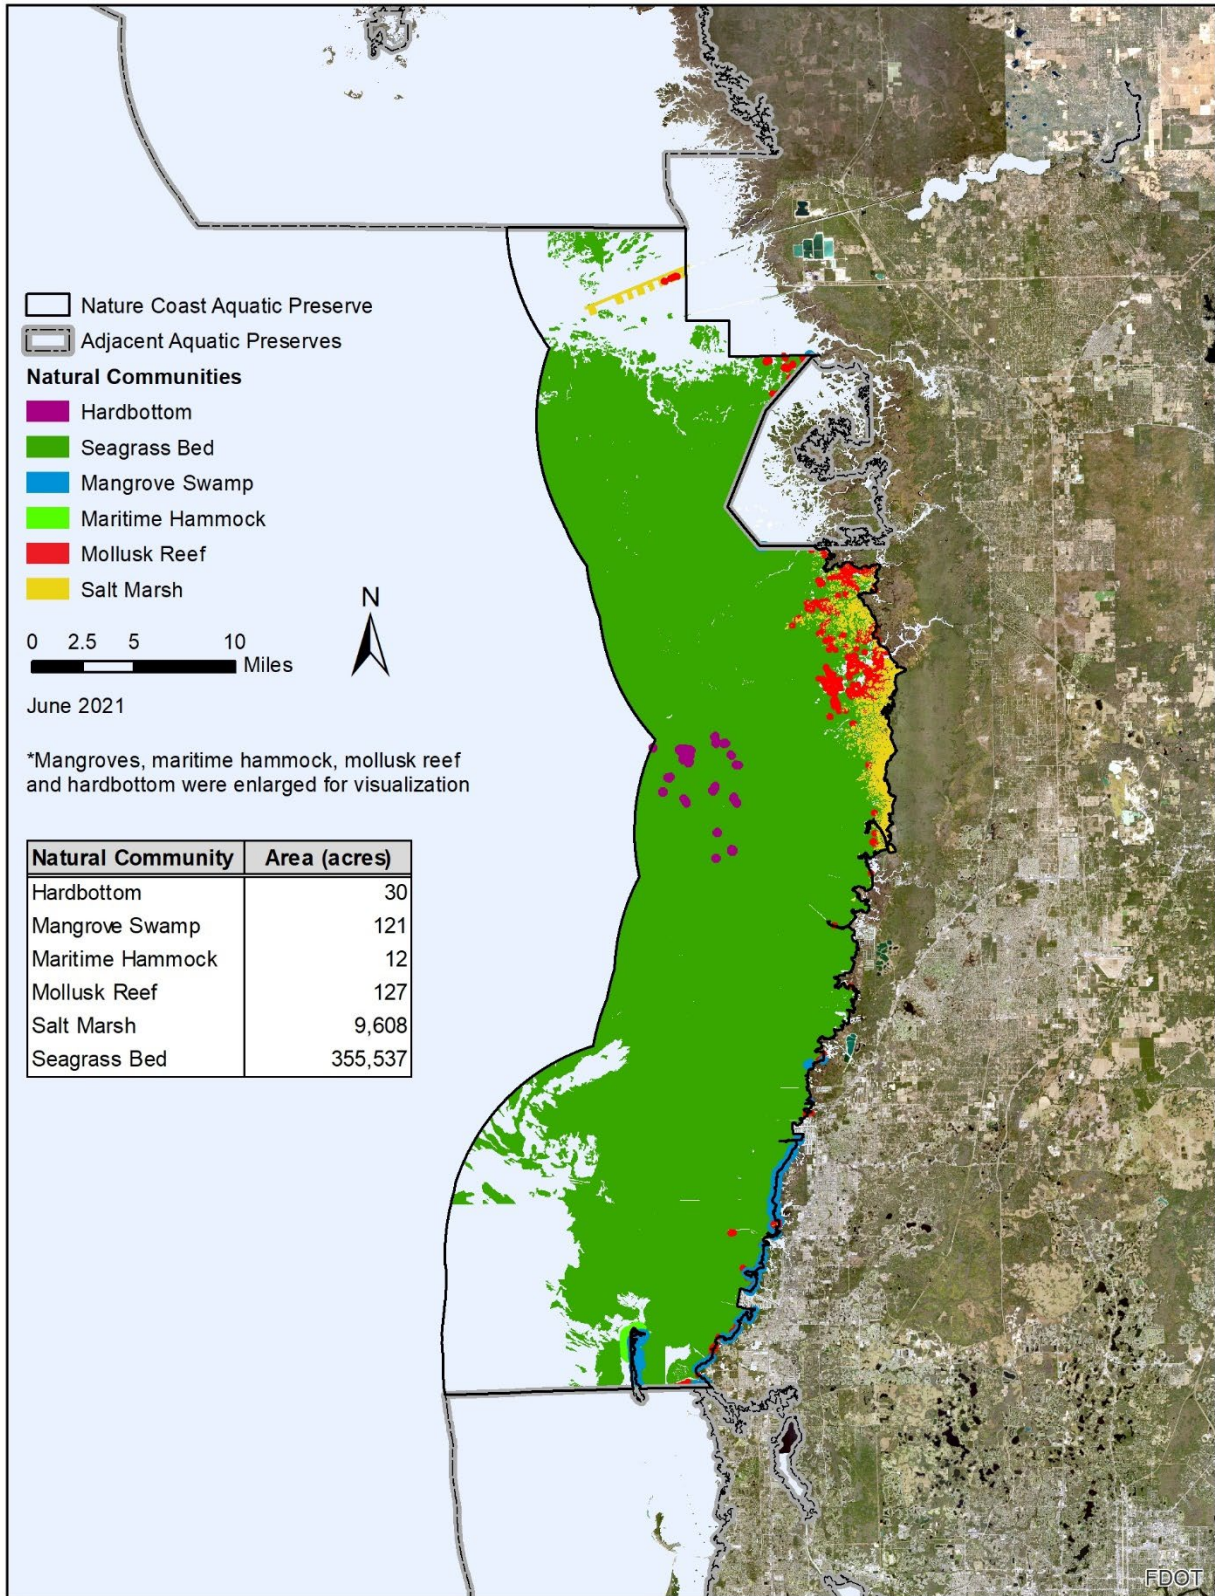 Nature Coast Aquatic Preserve
Adjacent Aquatic Preserves
Natural Communities
Hardbottom
Seagrass Bed
Mangrove Swamp
Maritime Hammock
Mollusk Reef
Salt Marsh
N
0 2.5 5 10
Miles
June 2021
*Mangroves, maritime hammock, mollusk reef
and hardbottom were enlarged for visualization
Natural Community Area (acres)
Hardbottom 30
Mangrove Swamp 121
Maritime Hammock 12
Mollusk Reef 127
Salt Marsh 9,608
Seagrass Bed 355,537
FDOT